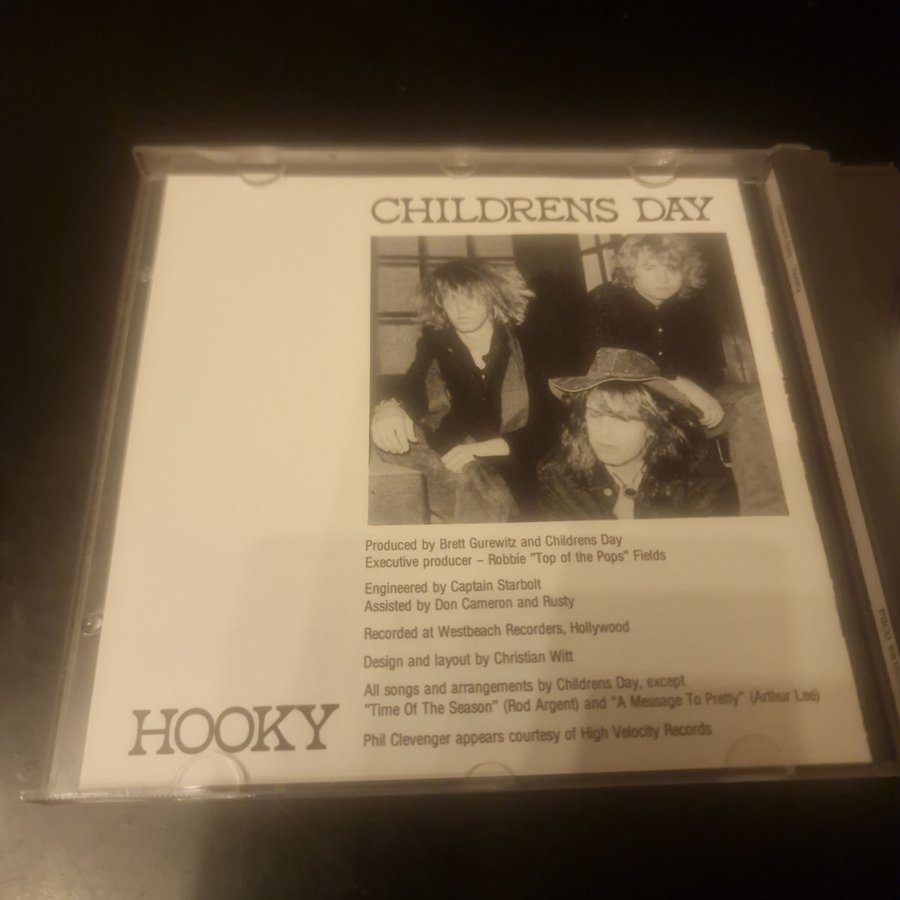 CHILDRENS DAY
Produced by Brett Gurewitz and Childrens Day
Executive producer – Robbie "Top of the Pops" Fields
Engineered by Captain Starbolt
Assisted by Don Cameron and Rusty
Recorded at Westbeach Recorders, Hollywood
Design and layout by Christian Witt
All songs and arrangements by Childrens Day, except
"Time Of The Season" (Rod Argent) and "A Message To Pretty" (Arthur Lee)
Phil Clevenger appears courtesy of High Velocity Records
HOOKY